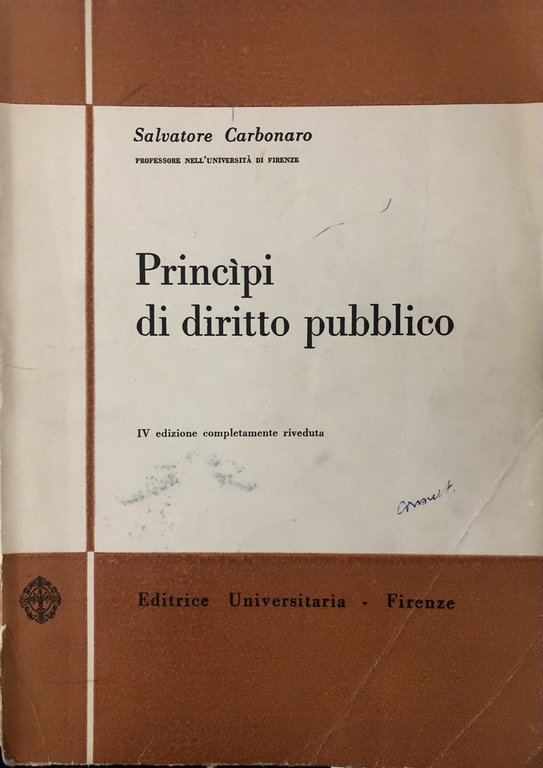 Salvatore Carbonaro
PROFESSORE NELL'UNIVERSITÀ DI FIRENZE
Princìpi
di diritto pubblico
IV edizione completamente riveduta
Editrice Universitaria - Firenze